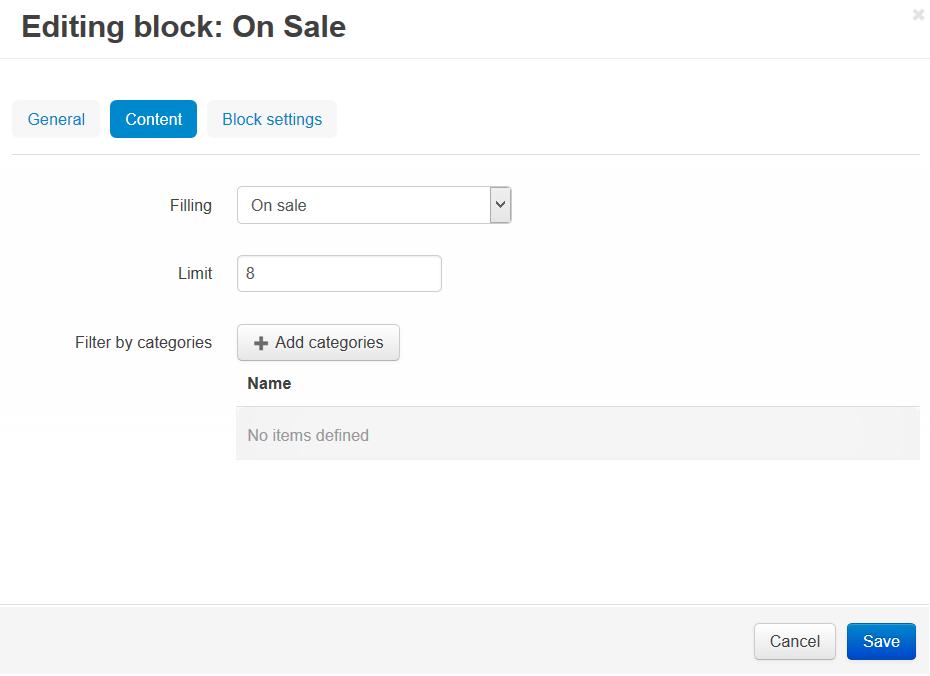 Editing block: On Sale
General
Content
Block settings
Filling
On sale
Limit
8
Filter by categories
Add categories
Name
No items defined
Cancel
Save